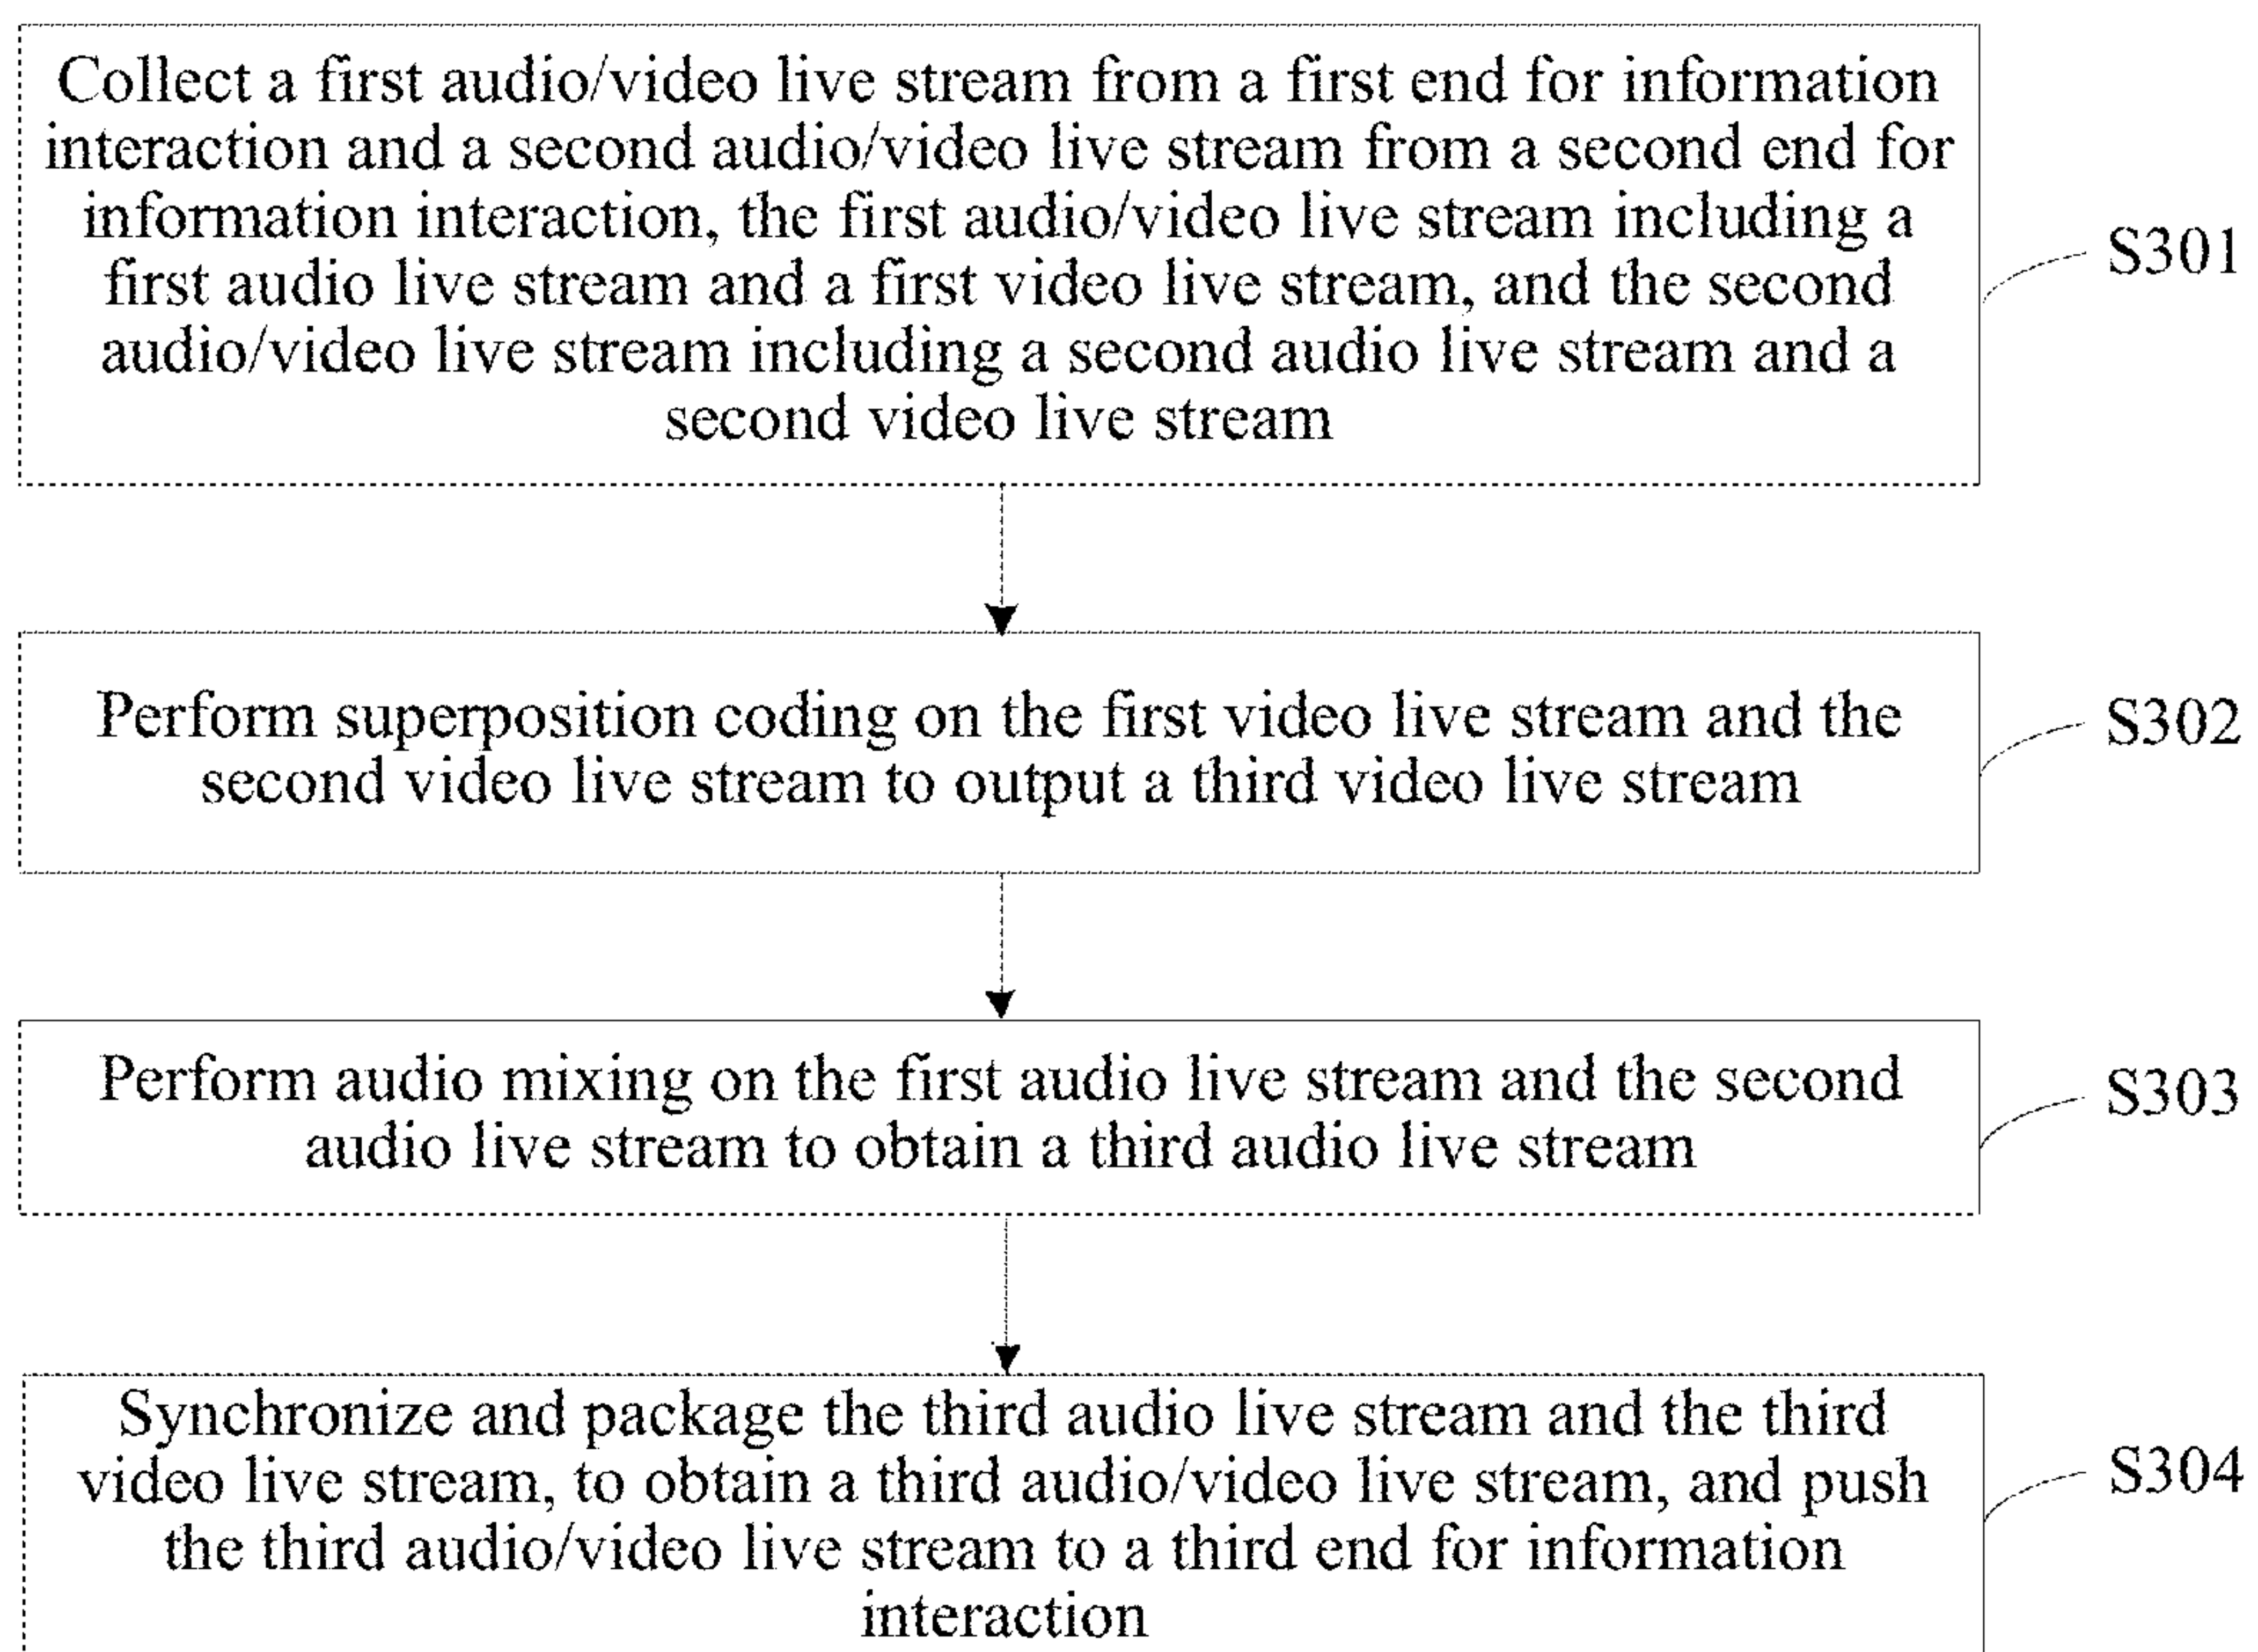 Collect a first audio/video live stream from a first end for information
interaction and a second audio/video live stream from a second end for
information interaction, the first audio/video live stream including a
first audio live stream and a first video live stream, and the second
audio/video live stream including a second audio live stream and a
second video live stream
S301
Perform superposition coding on the first video live stream and the
second video live stream to output a third video live stream
S302
Perform audio mixing on the first audio live stream and the second
audio live stream to obtain a third audio live stream
S303
Synchronize and package the third audio live stream and the third
video live stream, to obtain a third audio/video live stream, and push
the third audio/video live stream to a third end for information
interaction
S304